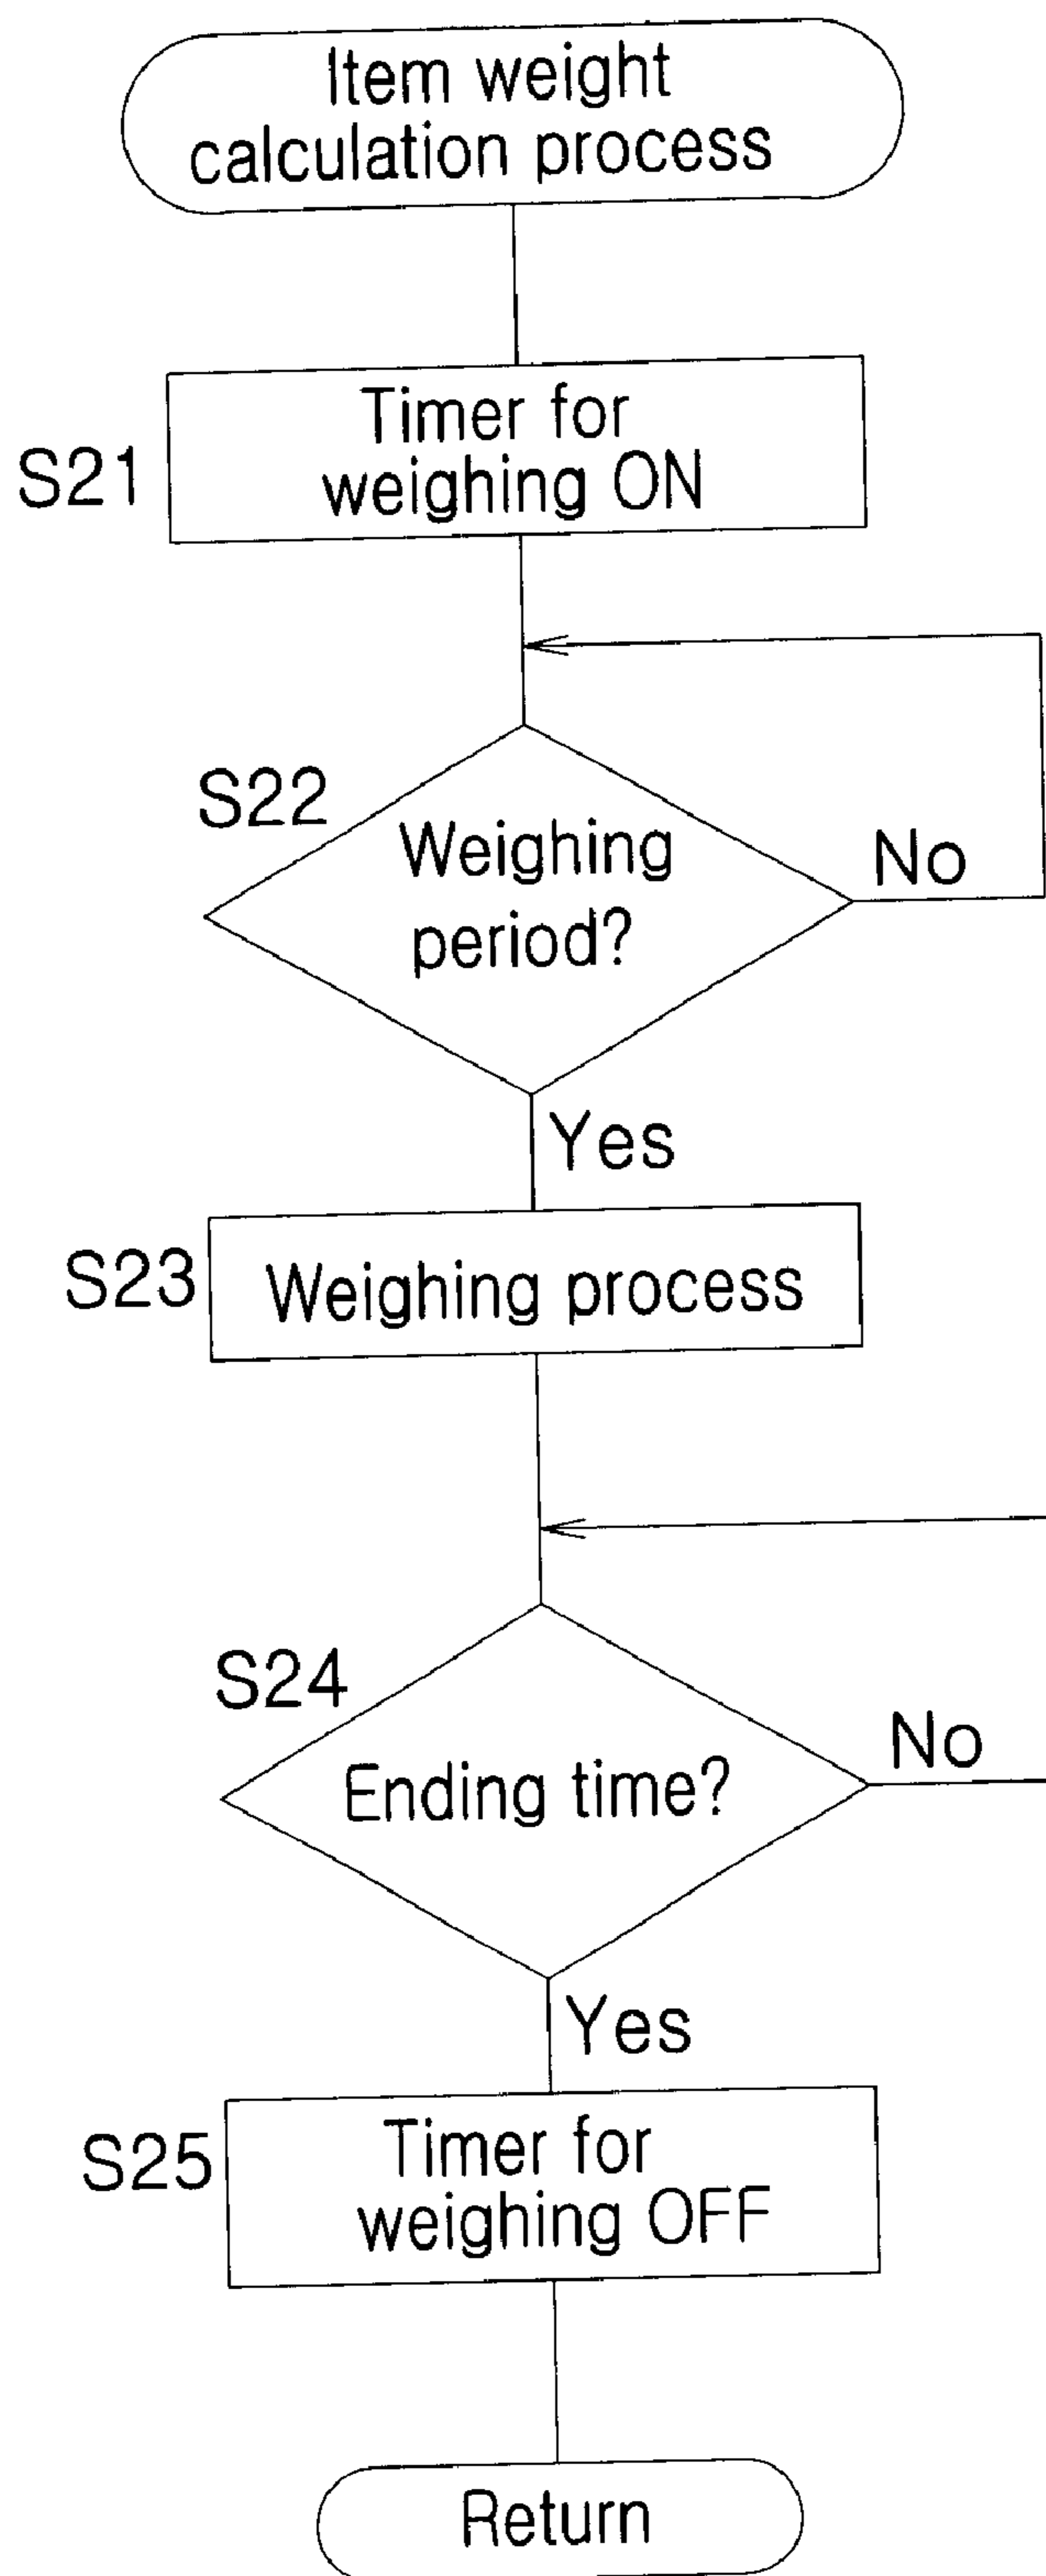 Item weight
calculation process
S21
Timer for
weighing ON
S22
Weighing
period?
No
Yes
S23
Weighing process
S24
Ending time?
No
Yes
S25
Timer for
weighing OFF
Return